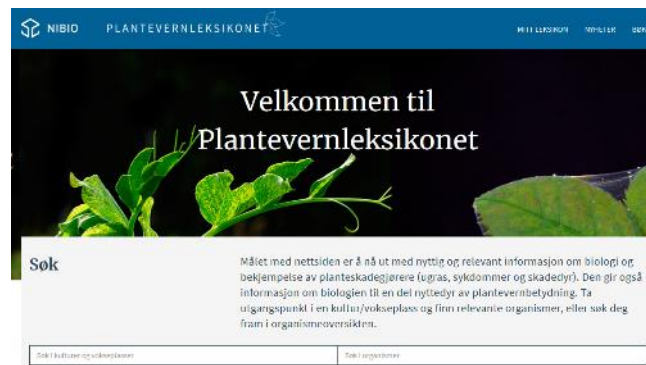 NIBIO PLANTEVERNLEKSIKONET MITT LEKSIKON NYHETER
Velkommen til
Plantevernleksikonet
Søk
Målet med nettsiden er å nå ut med nyttig og relevant informasjon om biologi og
bekjempelse av planteskadegjørere (ugras, sykdommer og skadedyr). Den gir også
informasjon om biologien til en del nyttedyr av plantevernbetydning. Ta
utgangspunkt i en kultur/vokseplass og finn relevante organismer, eller søk deg
fram i organismeoversikten.
Søk i kulturer og vokseplasser Søk i organismer